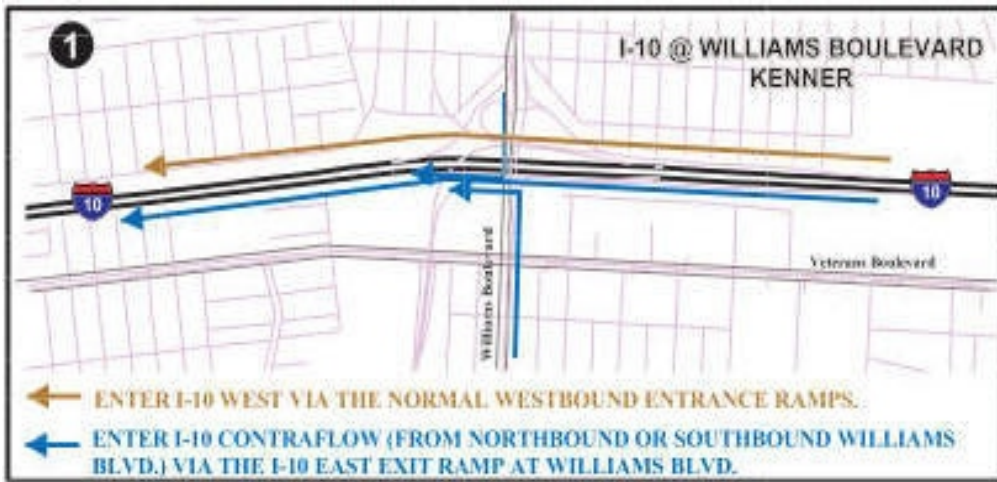 1
I-10 @ WILLIAMS BOULEVARD
KENNER
10
10
Veterans Boulevard
Williams Boulevard
ENTER I-10 WEST VIA THE NORMAL WESTBOUND ENTRANCE RAMPS.
ENTER I-10 CONTRAFLOW (FROM NORTHBOUND OR SOUTHBOUND WILLIAMS
BLVD.) VIA THE I-10 EAST EXIT RAMP AT WILLIAMS BLVD.